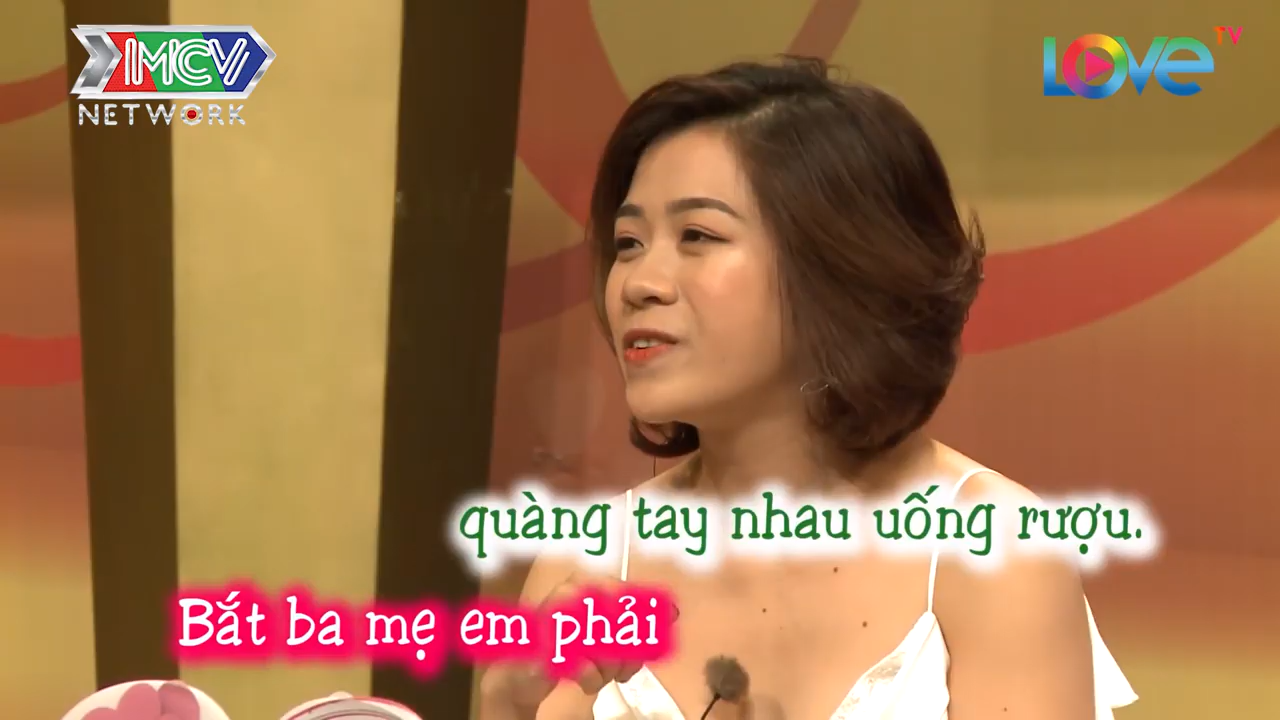 MCV
NETWORK
LOVE TV
quàng tay nhau uống rượu.
Bắt ba mẹ em phải